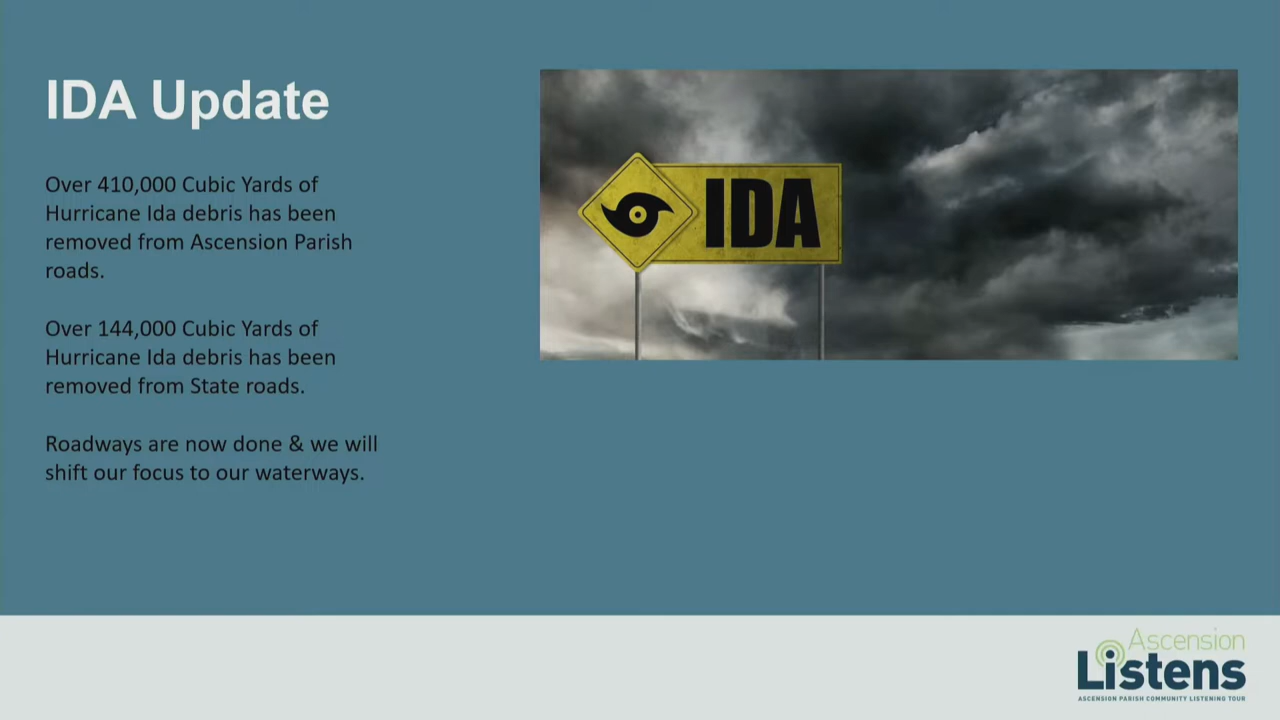 IDA Update
Over 410,000 Cubic Yards of
Hurricane Ida debris has been
removed from Ascension Parish
roads.
Over 144,000 Cubic Yards of
Hurricane Ida debris has been
removed from State roads.
Roadways are now done & we will
shift our focus to our waterways.
IDA
Ascension
Listens
ASCENSION PARISH COMMUNITY LISTENING TOUR